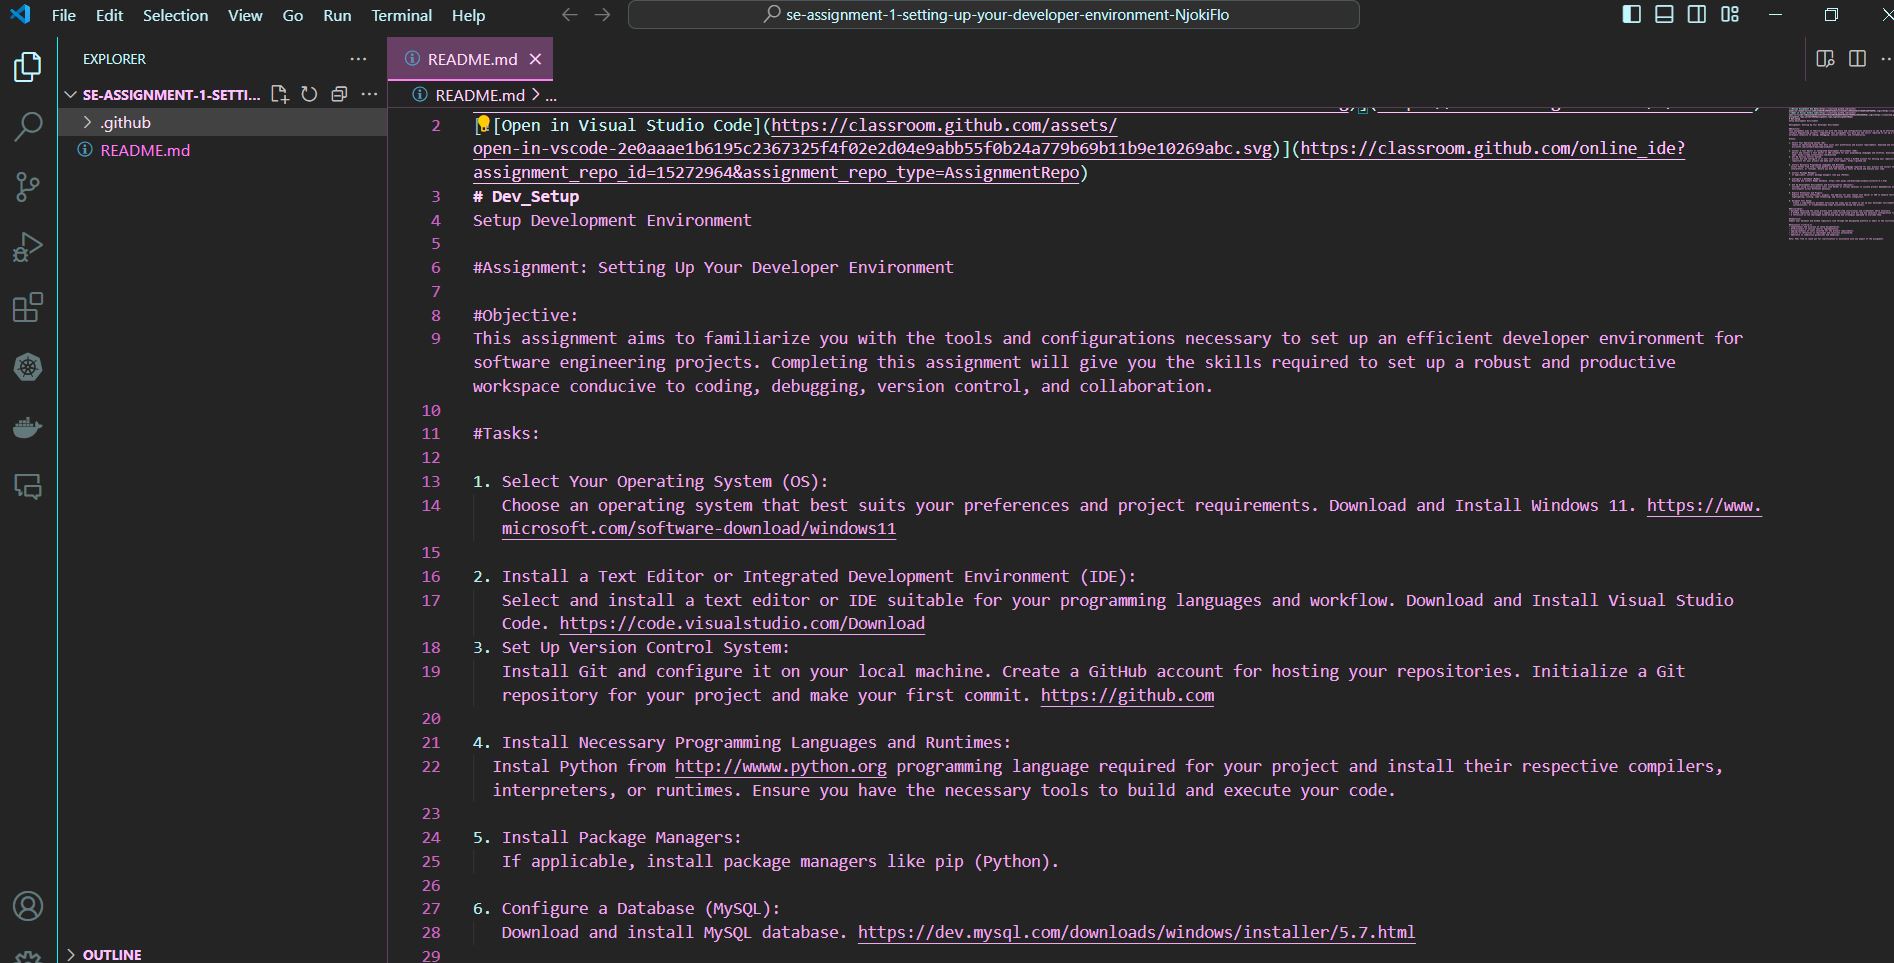 File Edit Selection View Go Run Terminal Help
se-assignment-1-setting-up-your-developer-environment-NjokiFlo
EXPLORER
README.md
SE-ASSIGNMENT-1-SETTI...
README.md > ...
.github
README.md
2 [![Open in Visual Studio Code](https://classroom.github.com/assets/
open-in-vscode-2e0aaae1b6195c2367325f4f02e2d04e9abb55f0b24a779b69b11b9e10269abc.svg)](https://classroom.github.com/online_ide?
assignment_repo_id=15272964&assignment_repo_type=AssignmentRepo)
3 # Dev_Setup
4 Setup Development Environment
5
6 #Assignment: Setting Up Your Developer Environment
7
8 #Objective:
9 This assignment aims to familiarize you with the tools and configurations necessary to set up an efficient developer environment for
software engineering projects. Completing this assignment will give you the skills required to set up a robust and productive
workspace conducive to coding, debugging, version control, and collaboration.
10
11 #Tasks:
12
13 1. Select Your Operating System (OS):
14 Choose an operating system that best suits your preferences and project requirements. Download and Install Windows 11. https://www.
microsoft.com/software-download/windows11
15
16 2. Install a Text Editor or Integrated Development Environment (IDE):
17 Select and install a text editor or IDE suitable for your programming languages and workflow. Download and Install Visual Studio
Code. https://code.visualstudio.com/Download
18 3. Set Up Version Control System:
19 Install Git and configure it on your local machine. Create a GitHub account for hosting your repositories. Initialize a Git
repository for your project and make your first commit. https://github.com
20
21 4. Install Necessary Programming Languages and Runtimes:
22 Instal Python from http://wwww.python.org programming language required for your project and install their respective compilers,
interpreters, or runtimes. Ensure you have the necessary tools to build and execute your code.
23
24 5. Install Package Managers:
25 If applicable, install package managers like pip (Python).
26
27 6. Configure a Database (MySQL):
28 Download and install MySQL database. https://dev.mysql.com/downloads/windows/installer/5.7.html
29
OUTLINE